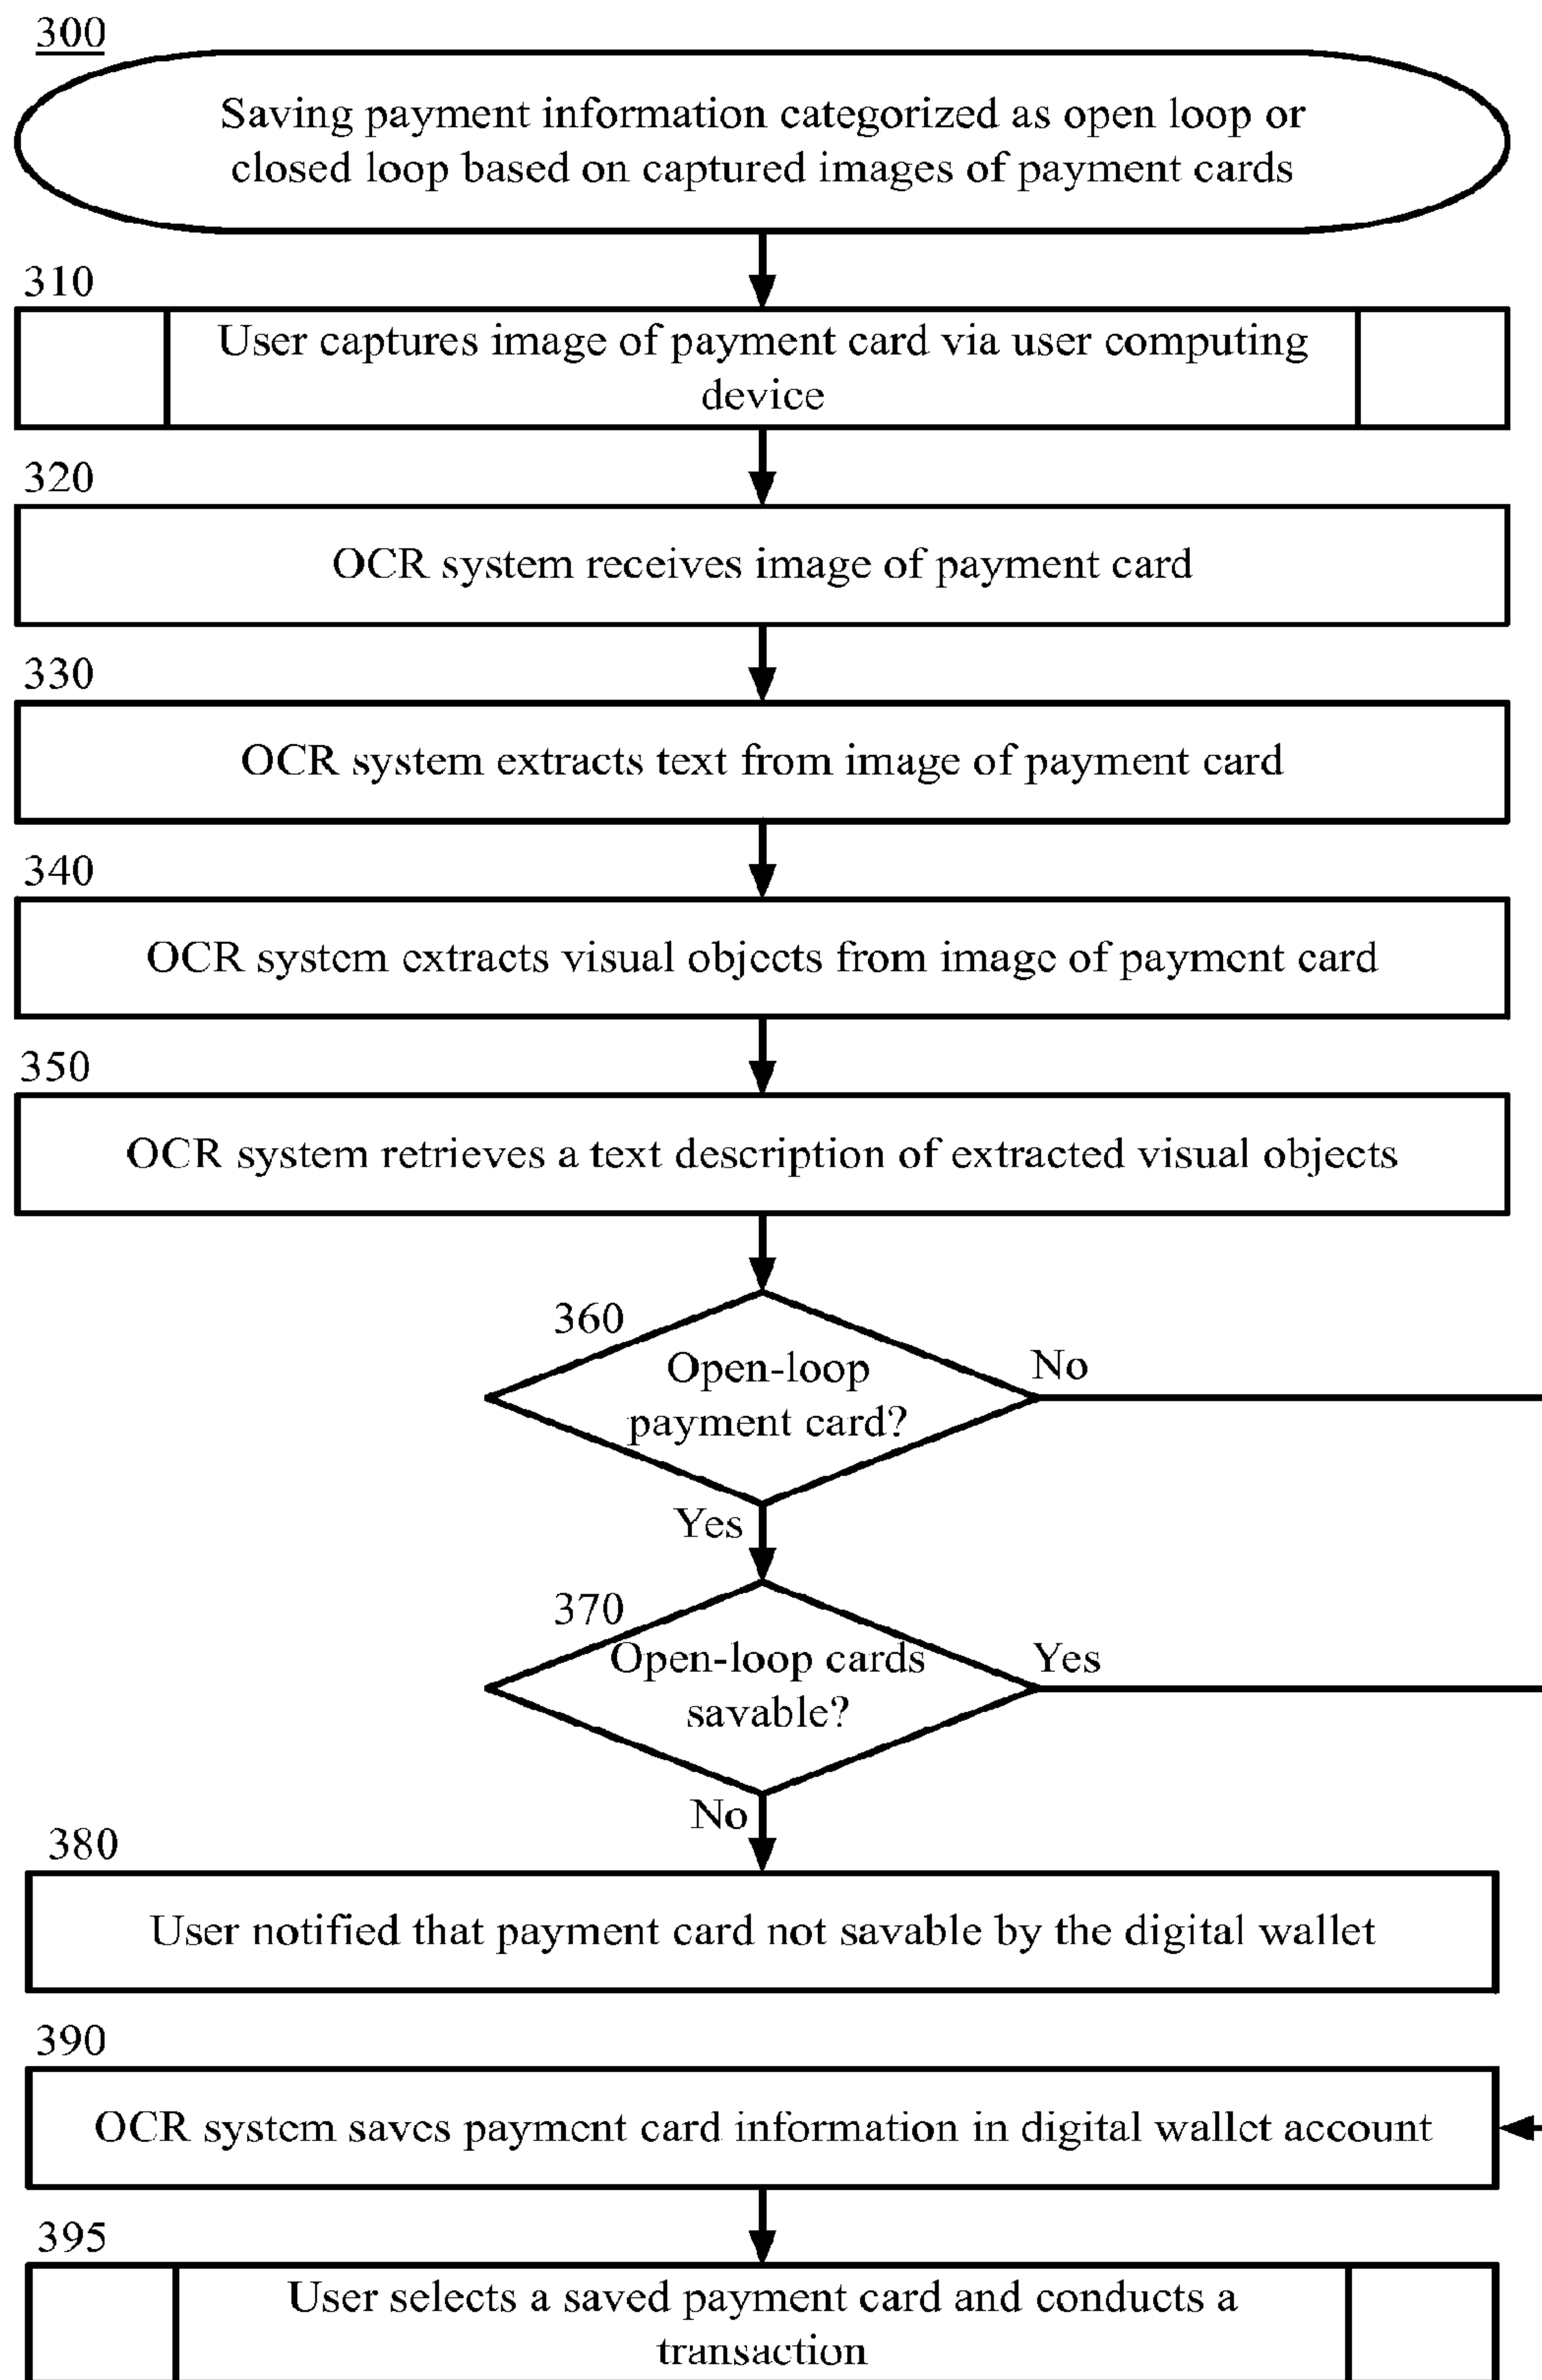 300
Saving payment information categorized as open loop or
closed loop based on captured images of payment cards
310
User captures image of payment card via user computing
device
320
OCR system receives image of payment card
330
OCR system extracts text from image of payment card
340
OCR system extracts visual objects from image of payment card
350
OCR system retrieves a text description of extracted visual objects
360
Open-loop
payment card?
No
Yes
370
Open-loop cards
savable?
Yes
No
380
User notified that payment card not savable by the digital wallet
390
OCR system saves payment card information in digital wallet account
395
User selects a saved payment card and conducts a
transaction